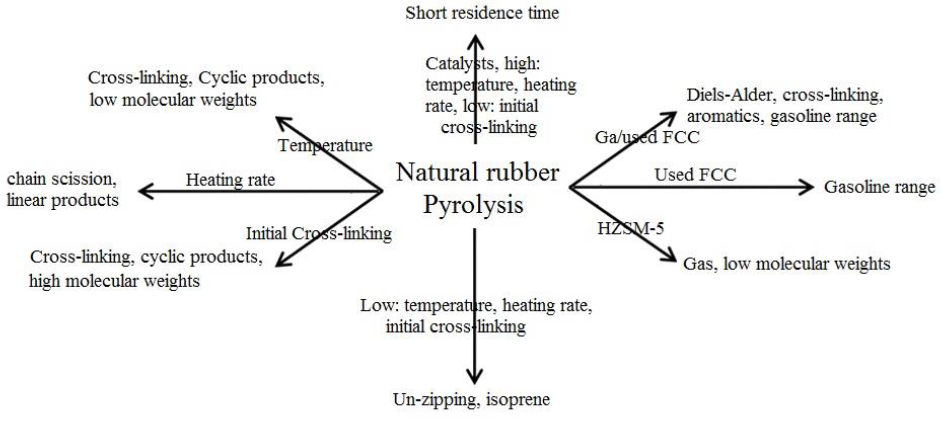 Short residence time
Catalysts, high:
temperature, heating
rate, low: initial
cross-linking
Cross-linking, Cyclic products,
low molecular weights
Temperature
Diels-Alder, cross-linking,
aromatics, gasoline range
Ga/used FCC
Natural rubber
Pyrolysis
chain scission,
linear products
Heating rate
Used FCC
Gasoline range
Initial Cross-linking
Cross-linking, cyclic products,
high molecular weights
HZSM-5
Gas, low molecular weights
Low: temperature, heating rate,
initial cross-linking
Un-zipping, isoprene